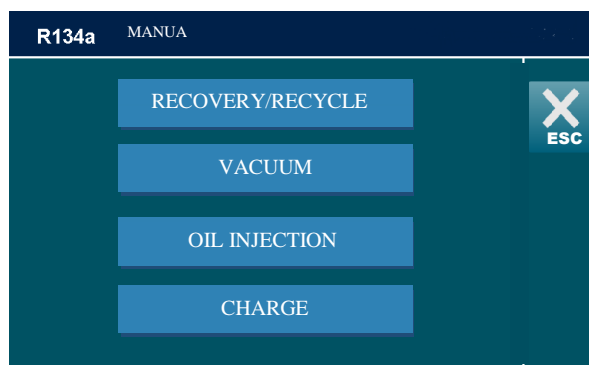 R134a MANUA
RECOVERY/RECYCLE
VACUUM
OIL INJECTION
CHARGE
ESC